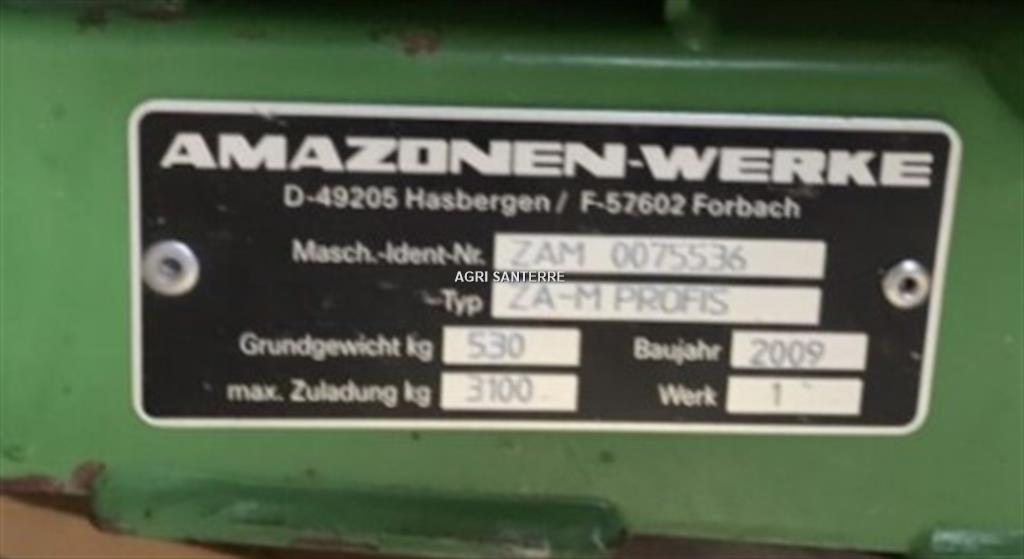 AMAZONEN-WERKE
D-49205 Hasbergen / F-57602 Forbach
Masch.-Ident-Nr. ZAM 0075536
AGRI SANTERRE
-Typ ZA-M PROFIS
Grundgewicht kg 530 Baujahr 2009
max. Zuladung kg 3100 Werk 1